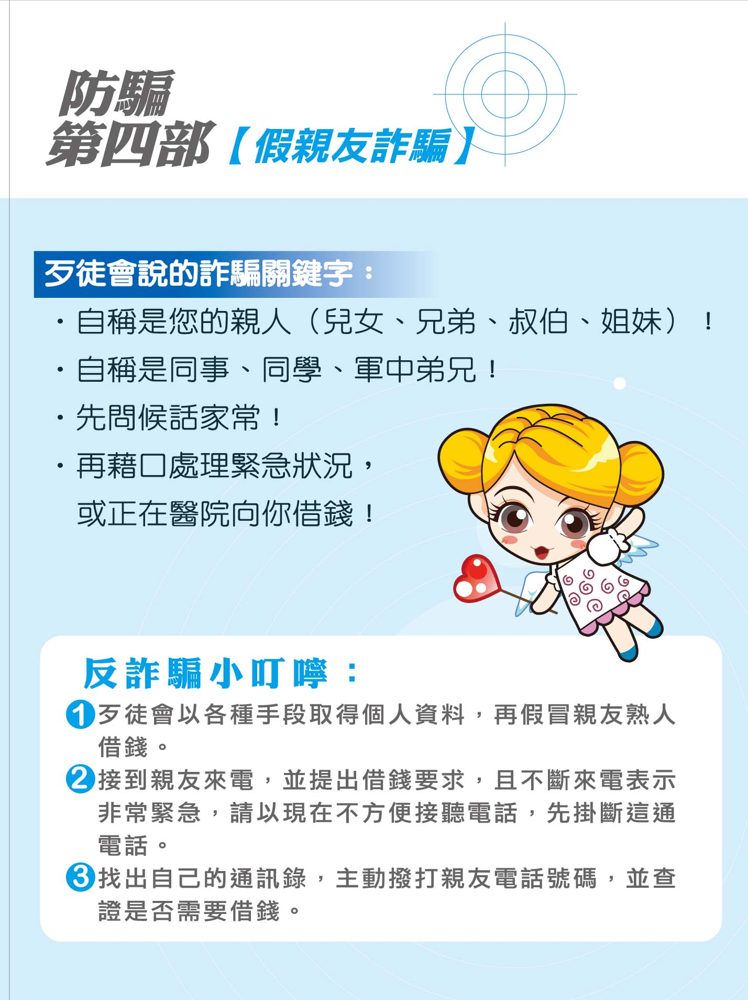 防騙
第四部【假親友詐騙】
歹徒會說的詐騙關鍵字：
・自稱是您的親人（兒女、兄弟、叔伯、姐妹）！
・自稱是同事、同學、軍中弟兄！
・先問候話家常！
・再藉口處理緊急狀況，
或正在醫院向你借錢！
反詐騙小叮嚀：
❶歹徒會以各種手段取得個人資料，再假冒親友熟人
借錢。
❷接到親友來電，並提出借錢要求，且不斷來電表示
非常緊急，請以現在不方便接聽電話，先掛斷這通
電話。
❸找出自己的通訊錄，主動撥打親友電話號碼，並查
證是否需要借錢。